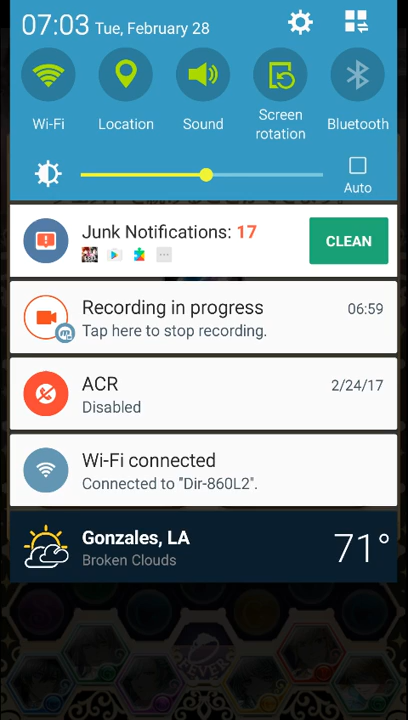 07:03 Tue, February 28
Wi-Fi
Location
Sound
Screen rotation
Bluetooth
Auto
Junk Notifications: 17
CLEAN
Recording in progress
06:59
Tap here to stop recording.
ACR
2/24/17
Disabled
Wi-Fi connected
Connected to "Dir-860L2".
Gonzales, LA
71°
Broken Clouds
FEVER